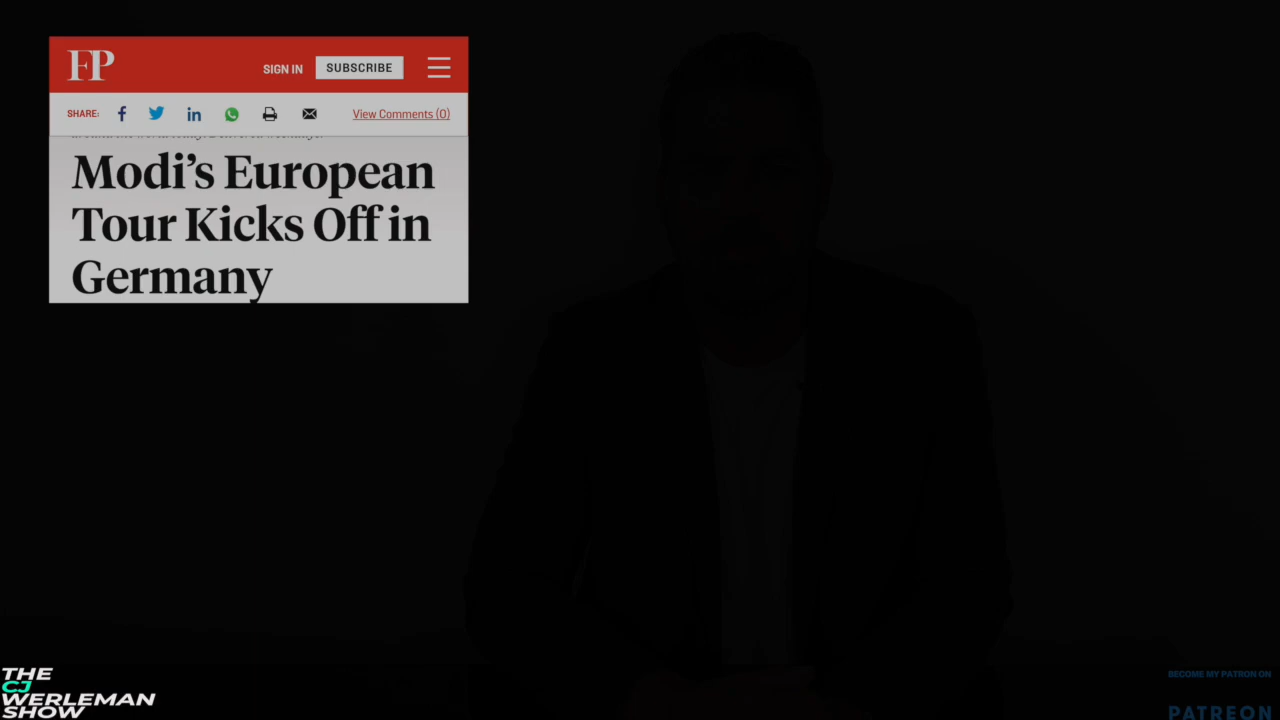 FP
SIGN IN
SUBSCRIBE
SHARE:
View Comments (0)
Modi's European
Tour Kicks Off in
Germany
THE
CJ
WERLEMAN
SHOW
BECOME MY PATRON ON
PATREON